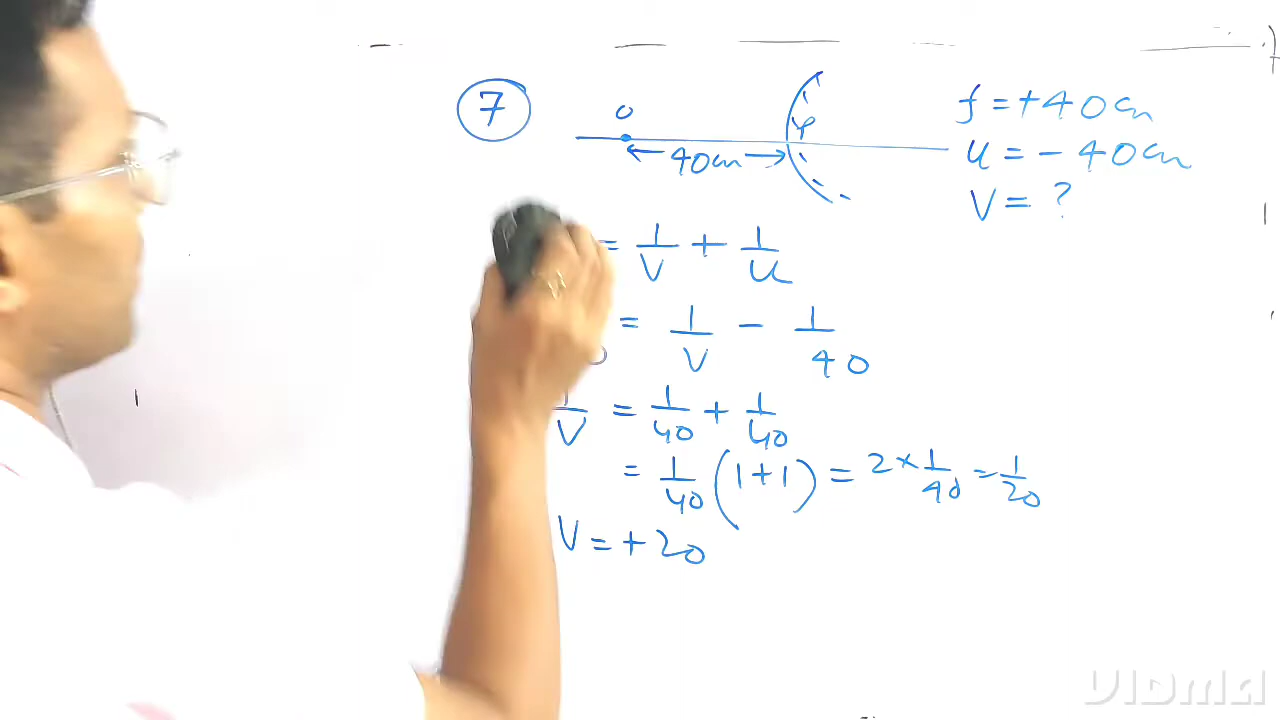 7
O
P
40cm
f = +40cm
u = - 40cm
V = ?
= 1/V + 1/u
= 1/V - 1/40
1/V = 1/40 + 1/40
= 1/40 (1+1) = 2 × 1/40 = 1/20
V = + 20
VIDMA